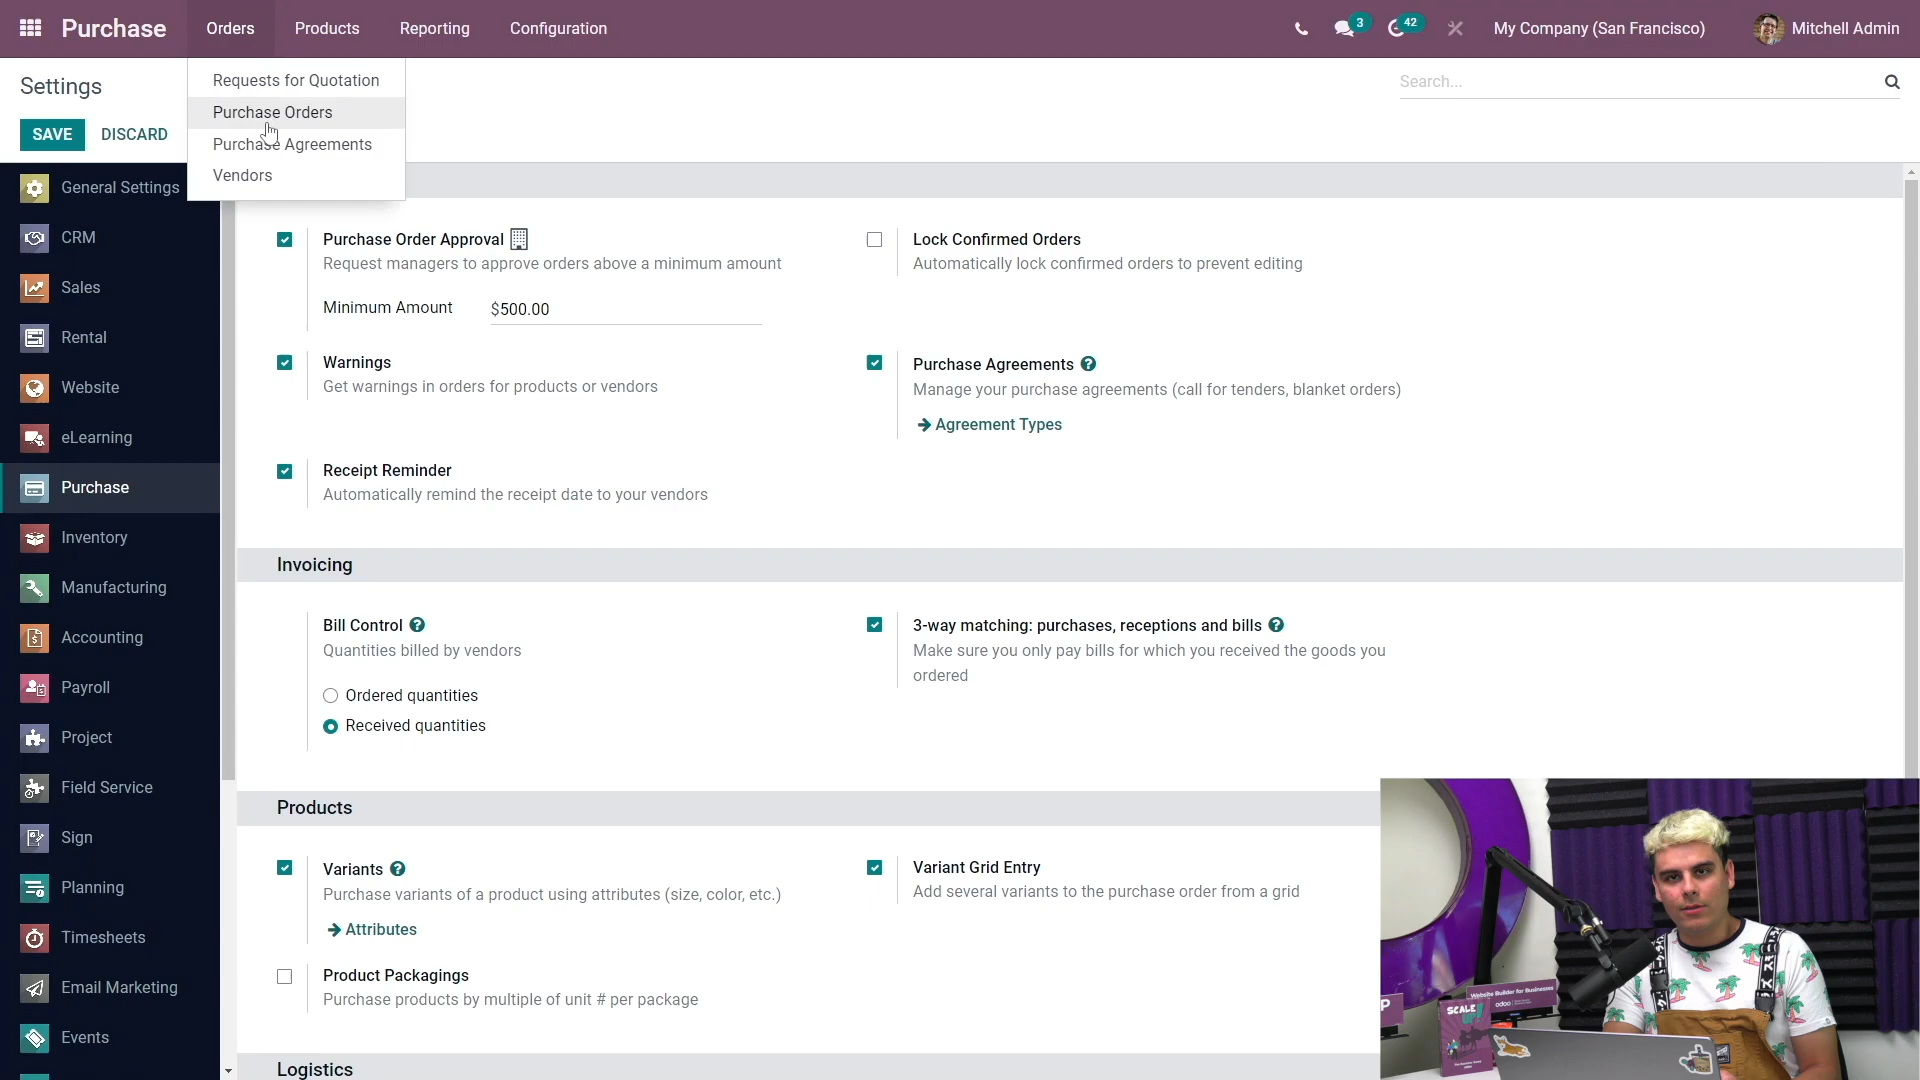 Purchase
Orders
Products
Reporting
Configuration
3
42
My Company (San Francisco)
Mitchell Admin
Settings
Search...
SAVE
DISCARD
Requests for Quotation
Purchase Orders
Purchase Agreements
Vendors
General Settings
CRM
Sales
Rental
Website
eLearning
Purchase
Inventory
Manufacturing
Accounting
Payroll
Project
Field Service
Sign
Planning
Timesheets
Email Marketing
Events
Purchase Order Approval
Request managers to approve orders above a minimum amount
Minimum Amount
$500.00
Lock Confirmed Orders
Automatically lock confirmed orders to prevent editing
Warnings
Get warnings in orders for products or vendors
Purchase Agreements
Manage your purchase agreements (call for tenders, blanket orders)
Agreement Types
Receipt Reminder
Automatically remind the receipt date to your vendors
Invoicing
Bill Control
Quantities billed by vendors
Ordered quantities
Received quantities
3-way matching: purchases, receptions and bills
Make sure you only pay bills for which you received the goods you
ordered
Products
Variants
Purchase variants of a product using attributes (size, color, etc.)
Attributes
Variant Grid Entry
Add several variants to the purchase order from a grid
Product Packagings
Purchase products by multiple of unit # per package
Logistics
Website Builder for Businesses
odoo
SCALE
UP!